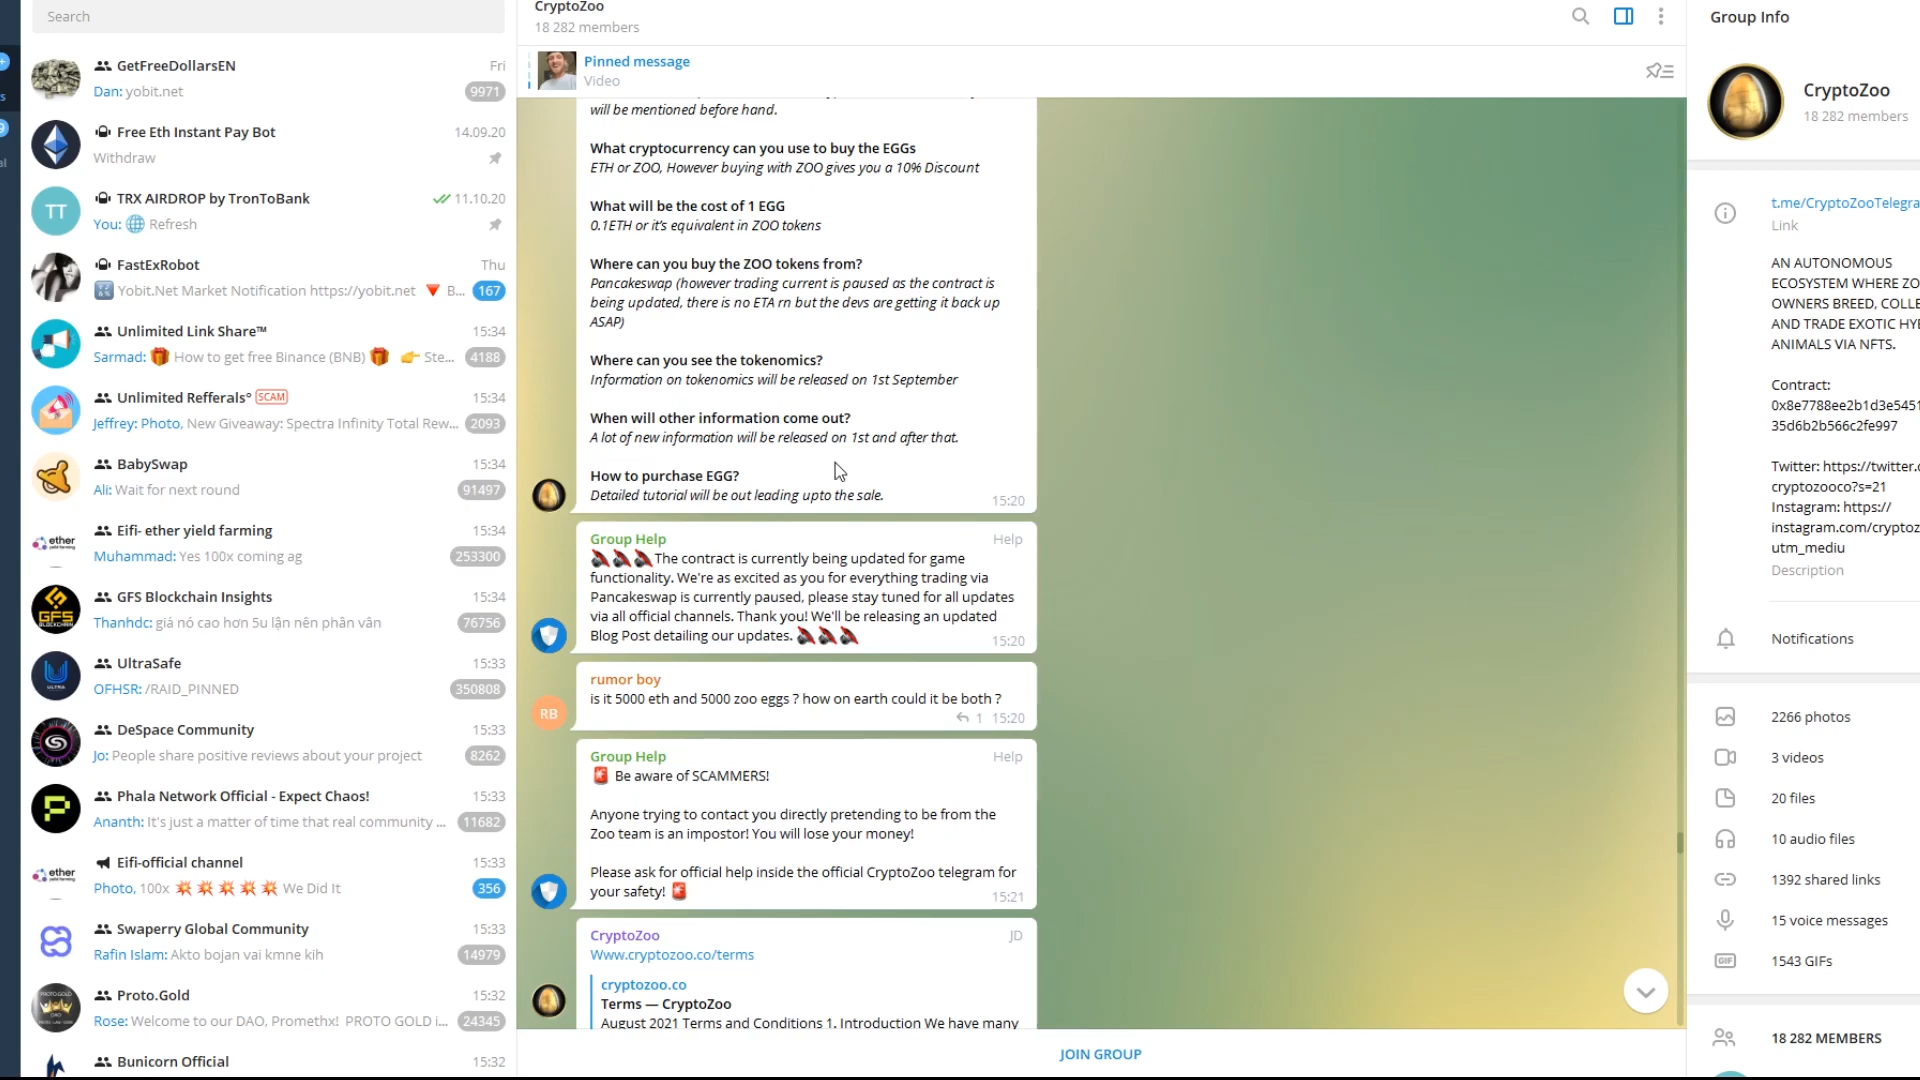 Search
GetFreeDollarsEN
Fri
Dan: yobit.net
9971
Free Eth Instant Pay Bot
14.09.20
Withdraw
TT
TRX AIRDROP by TronToBank
11.10.20
You: 🌐 Refresh
FastExRobot
Thu
Yobit.Net Market Notification https://yobit.net 🔻 B...
167
Unlimited Link Share™
15:34
Sarmad: 🎁 How to get free Binance (BNB) 🎁 👉 Ste...
4188
Unlimited Refferals° SCAM
15:34
Jeffrey: Photo, New Giveaway: Spectra Infinity Total Rew...
2093
BabySwap
15:34
Ali: Wait for next round
91497
Eifi- ether yield farming
15:34
Muhammad: Yes 100x coming ag
253300
GFS Blockchain Insights
15:34
Thanhdc: giá nó cao hơn 5u lận nên phân vân
76756
UltraSafe
15:33
OFHSR: /RAID_PINNED
350808
DeSpace Community
15:33
Jo: People share positive reviews about your project
8262
Phala Network Official - Expect Chaos!
15:33
Ananth: It's just a matter of time that real community ...
11682
Eifi-official channel
15:33
Photo, 100x 💥 💥 💥 💥 💥 We Did It
356
Swaperry Global Community
15:33
Rafin Islam: Akto bojan vai kmne kih
14979
Proto.Gold
15:32
Rose: Welcome to our DAO, Promethx! PROTO GOLD i...
24345
Bunicorn Official
15:32
CryptoZoo
18 282 members
Pinned message
Video
will be mentioned before hand.
What cryptocurrency can you use to buy the EGGs
ETH or ZOO, However buying with ZOO gives you a 10% Discount
What will be the cost of 1 EGG
0.1ETH or it's equivalent in ZOO tokens
Where can you buy the ZOO tokens from?
Pancakeswap (however trading current is paused as the contract is
being updated, there is no ETA rn but the devs are getting it back up
ASAP)
Where can you see the tokenomics?
Information on tokenomics will be released on 1st September
When will other information come out?
A lot of new information will be released on 1st and after that.
How to purchase EGG?
Detailed tutorial will be out leading upto the sale.
15:20
Group Help
Help
The contract is currently being updated for game
functionality. We're as excited as you for everything trading via
Pancakeswap is currently paused, please stay tuned for all updates
via all official channels. Thank you! We'll be releasing an updated
Blog Post detailing our updates.
15:20
RB
rumor boy
is it 5000 eth and 5000 zoo eggs ? how on earth could it be both ?
1 15:20
Group Help
Help
🚨 Be aware of SCAMMERS!
Anyone trying to contact you directly pretending to be from the
Zoo team is an impostor! You will lose your money!
Please ask for official help inside the official CryptoZoo telegram for
your safety! 🚨
15:21
CryptoZoo
JD
Www.cryptozoo.co/terms
cryptozoo.co
Terms — CryptoZoo
August 2021 Terms and Conditions 1. Introduction We have many
JOIN GROUP
Group Info
CryptoZoo
18 282 members
t.me/CryptoZooTelegra
Link
AN AUTONOMOUS
ECOSYSTEM WHERE ZO
OWNERS BREED, COLLE
AND TRADE EXOTIC HY
ANIMALS VIA NFTS.
Contract:
0x8e7788ee2b1d3e5451
35d6b2b566c2fe997
Twitter: https://twitter.
cryptozooco?s=21
Instagram: https://
instagram.com/cryptoz
utm_mediu
Description
Notifications
2266 photos
3 videos
20 files
10 audio files
1392 shared links
15 voice messages
GIF
1543 GIFs
18 282 MEMBERS